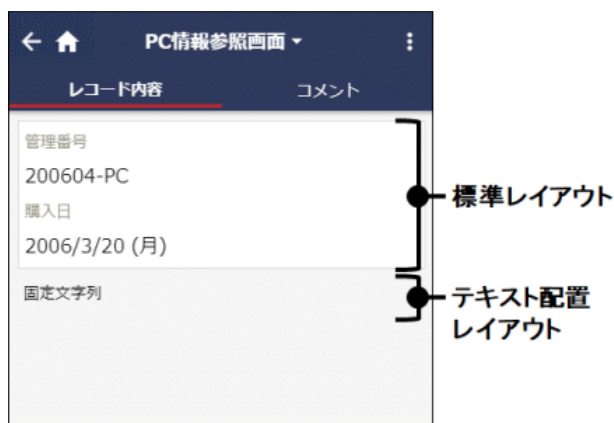 PC情報参照画面
レコード内容 コメント
管理番号
200604-PC
購入日
2006/3/20 (月)
固定文字列
標準レイアウト
テキスト配置
レイアウト